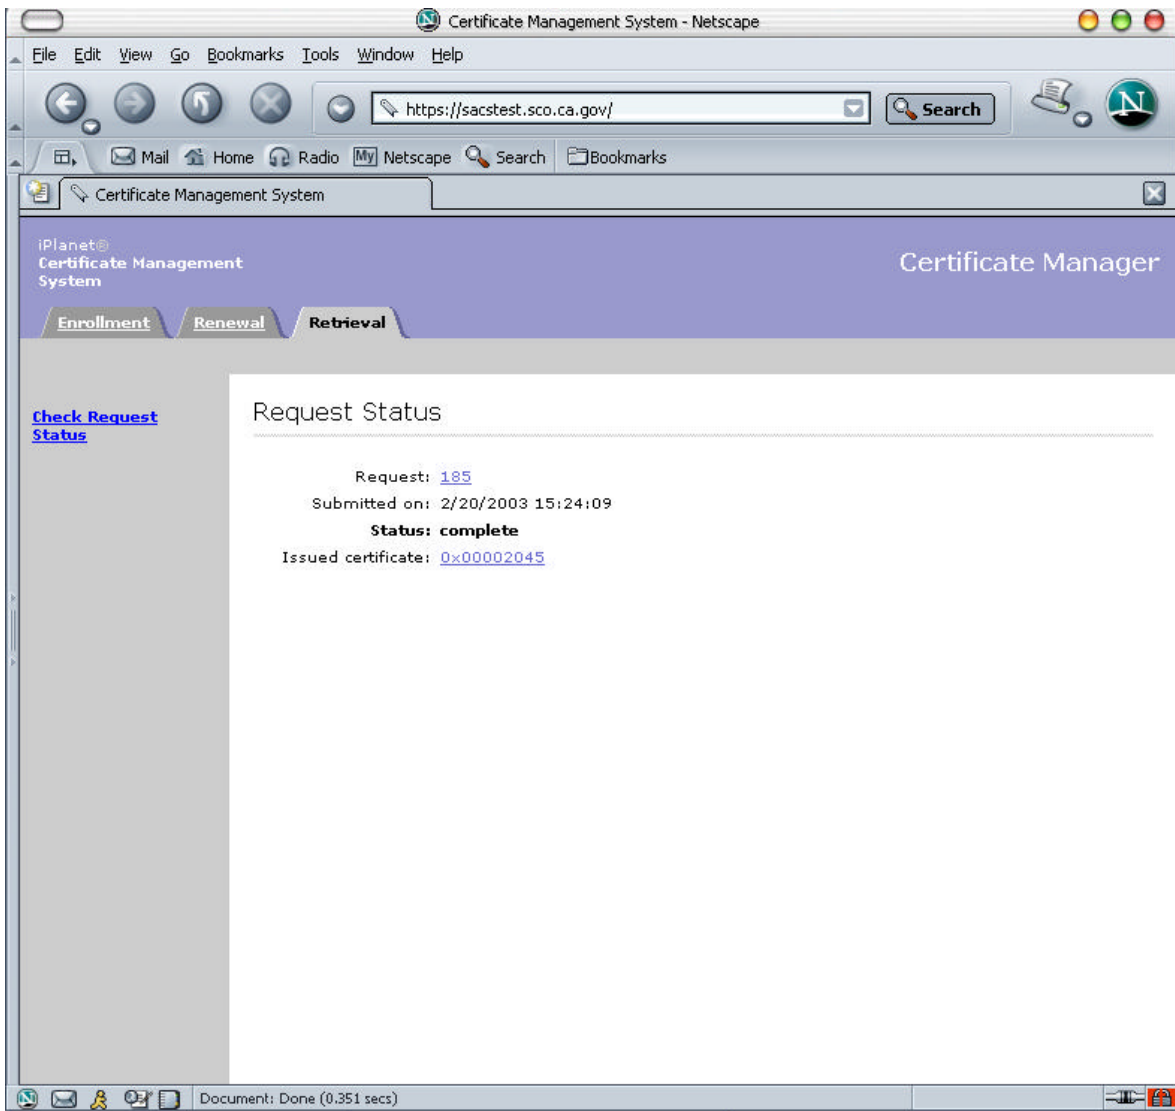 Certificate Management System - Netscape
File Edit View Go Bookmarks Tools Window Help
https://sacstest.sco.ca.gov/ Search N
Mail Home Radio My Netscape Search Bookmarks
Certificate Management System
iPlanet®
Certificate Management
System
Certificate Manager
Enrollment Renewal Retrieval
Check Request
Status
Request Status
Request: 185
Submitted on: 2/20/2003 15:24:09
Status: complete
Issued certificate: 0x00002045
Document: Done (0.351 secs)